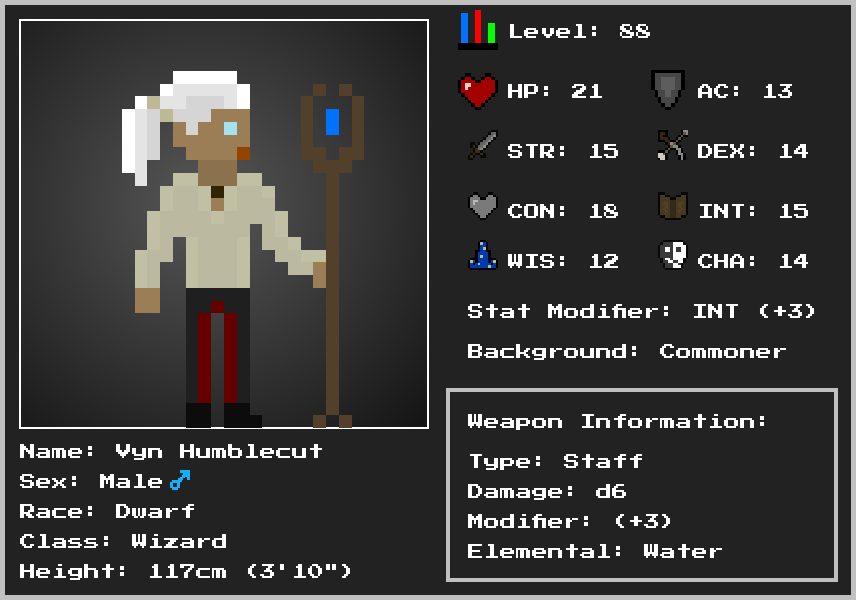 Level: 88
HP: 21
AC: 13
STR: 15
DEX: 14
CON: 18
INT: 15
WIS: 12
CHA: 14
Stat Modifier: INT (+3)
Background: Commoner
Weapon Information:
Type: Staff
Damage: d6
Modifier: (+3)
Elemental: Water
Name: Vyn Humblecut
Sex: Male ♂
Race: Dwarf
Class: Wizard
Height: 117cm (3'10")